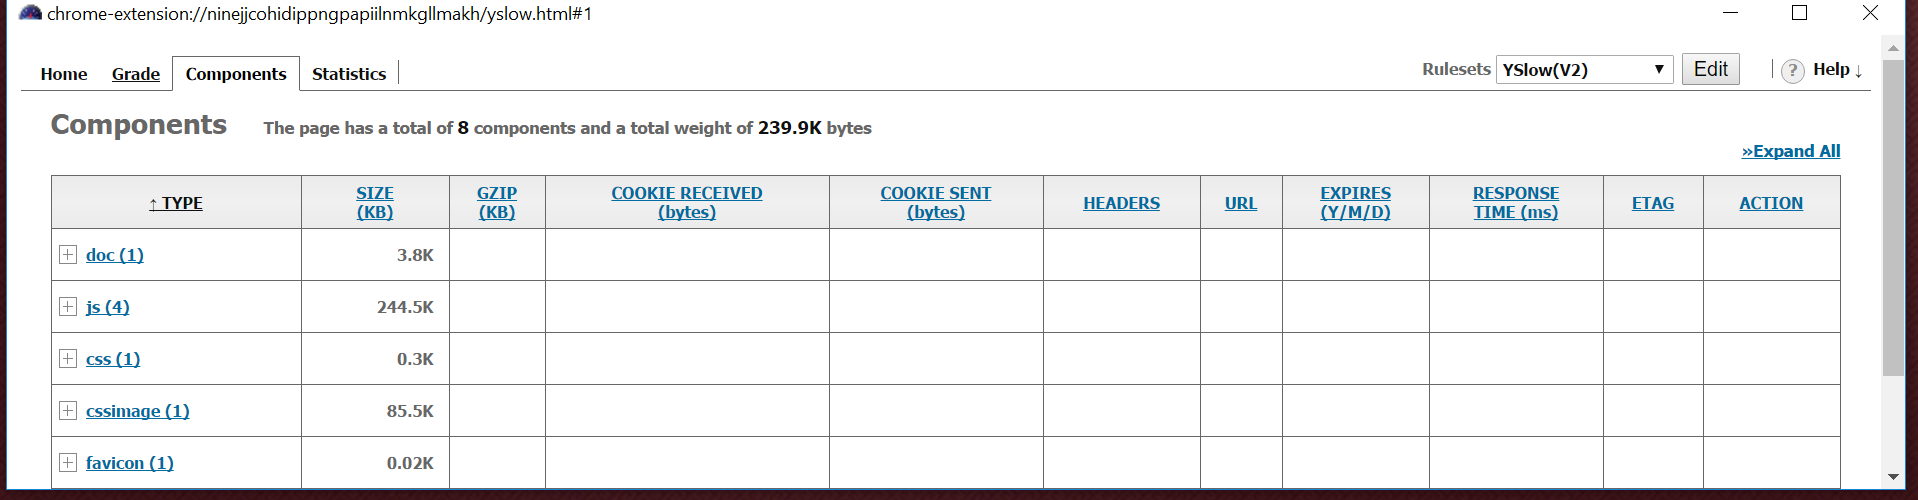 chrome-extension://ninejjcohidippngpapiilnmkgllmakh/yslow.html#1
Home Grade Components Statistics Rulesets YSlow(V2) ▼ Edit ? Help ↓
Components The page has a total of 8 components and a total weight of 239.9K bytes
»Expand All
↑ TYPE SIZE (KB) GZIP (KB) COOKIE RECEIVED (bytes) COOKIE SENT (bytes) HEADERS URL EXPIRES (Y/M/D) RESPONSE TIME (ms) ETAG ACTION
doc (1) 3.8K
js (4) 244.5K
css (1) 0.3K
cssimage (1) 85.5K
favicon (1) 0.02K